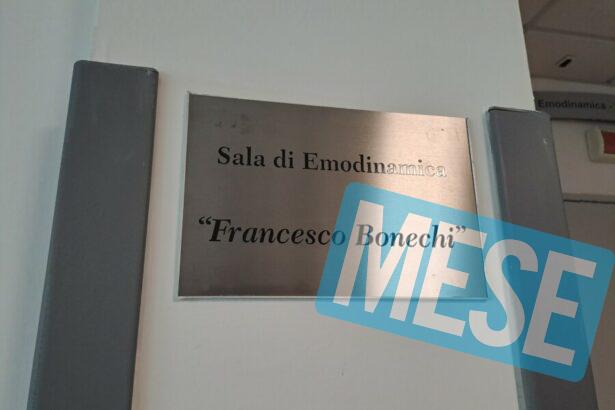 Sala di Emodinamica
“Francesco Bonechi”
Emodinamica -
MESE